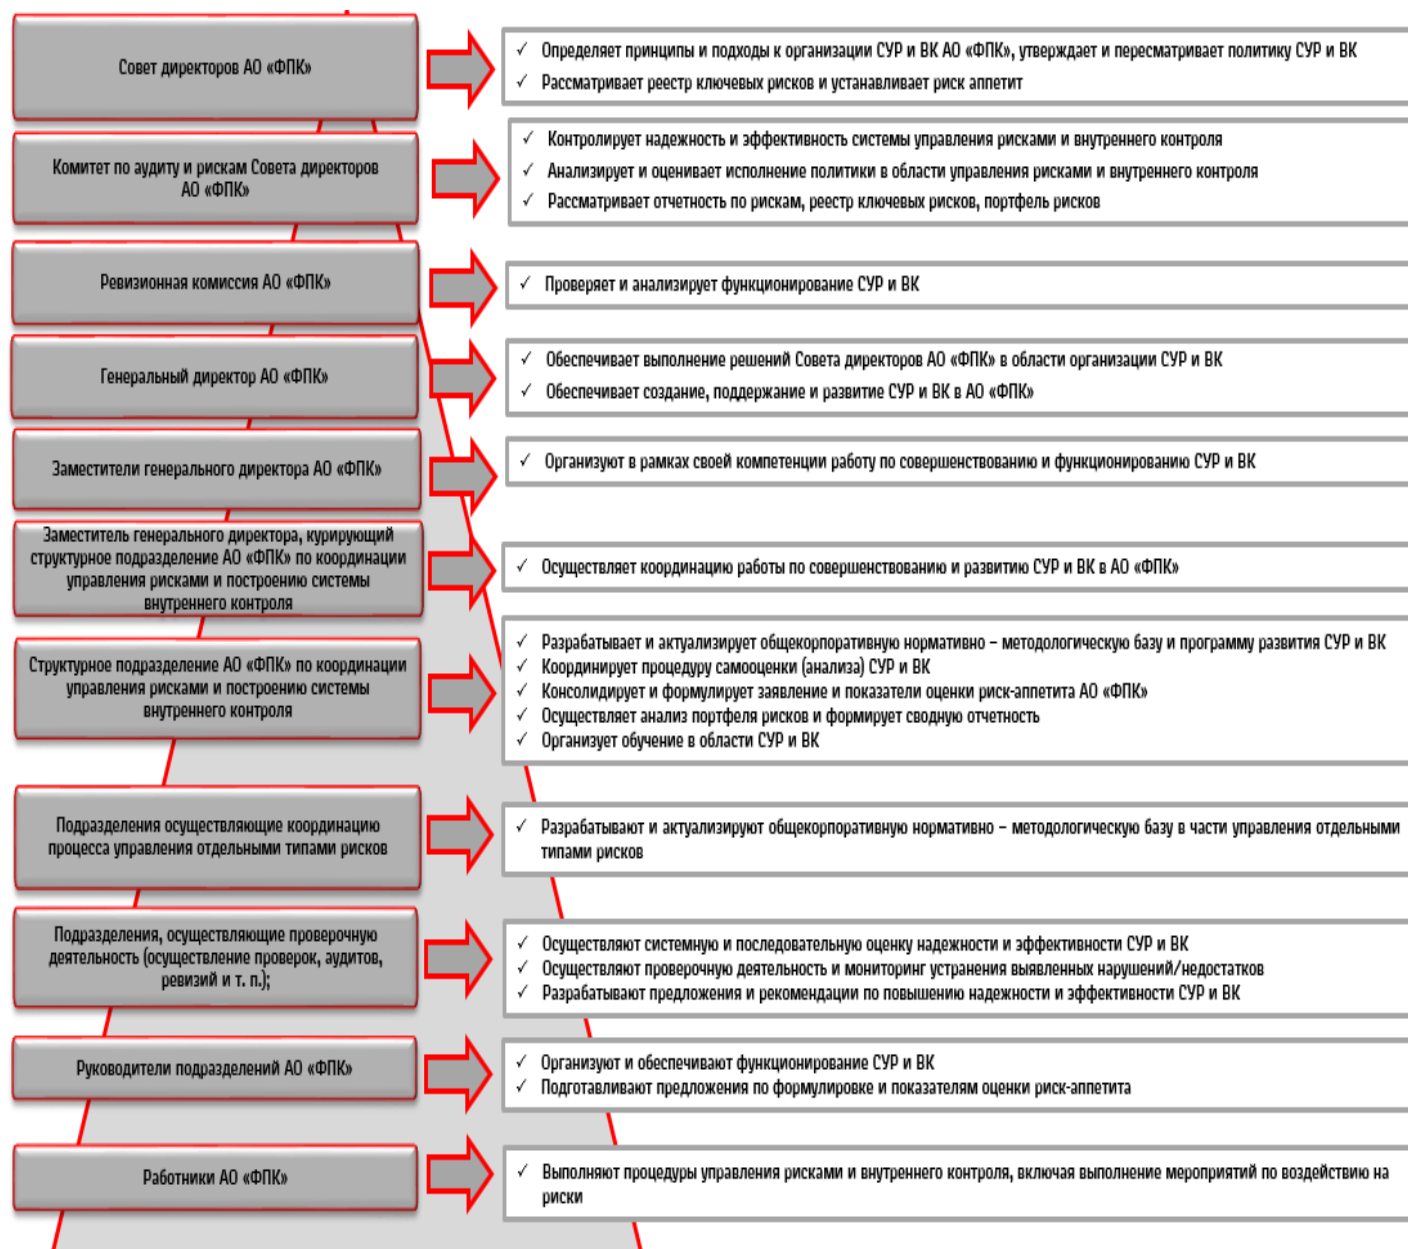 Совет директоров АО «ФПК»
✓ Определяет принципы и подходы к организации СУР и ВК АО «ФПК», утверждает и пересматривает политику СУР и ВК
✓ Рассматривает реестр ключевых рисков и устанавливает риск аппетит
Комитет по аудиту и рискам Совета директоров
АО «ФПК»
✓ Контролирует надежность и эффективность системы управления рисками и внутреннего контроля
✓ Анализирует и оценивает исполнение политики в области управления рисками и внутреннего контроля
✓ Рассматривает отчетность по рискам, реестр ключевых рисков, портфель рисков
Ревизионная комиссия АО «ФПК»
✓ Проверяет и анализирует функционирование СУР и ВК
Генеральный директор АО «ФПК»
✓ Обеспечивает выполнение решений Совета директоров АО «ФПК» в области организации СУР и ВК
✓ Обеспечивает создание, поддержание и развитие СУР и ВК в АО «ФПК»
Заместители генерального директора АО «ФПК»
✓ Организуют в рамках своей компетенции работу по совершенствованию и функционированию СУР и ВК
Заместитель генерального директора, курирующий
структурное подразделение АО «ФПК» по координации
управления рисками и построению системы
внутреннего контроля
✓ Осуществляет координацию работы по совершенствованию и развитию СУР и ВК в АО «ФПК»
Структурное подразделение АО «ФПК» по координации
управления рисками и построению системы
внутреннего контроля
✓ Разрабатывает и актуализирует общекорпоративную нормативно – методологическую базу и программу развития СУР и ВК
✓ Координирует процедуру самооценки (анализа) СУР и ВК
✓ Консолидирует и формулирует заявление и показатели оценки риск-аппетита АО «ФПК»
✓ Осуществляет анализ портфеля рисков и формирует сводную отчетность
✓ Организует обучение в области СУР и ВК
Подразделения осуществляющие координацию
процесса управления отдельными типами рисков
✓ Разрабатывают и актуализируют общекорпоративную нормативно – методологическую базу в части управления отдельными
типами рисков
Подразделения, осуществляющие проверочную
деятельность (осуществление проверок, аудитов,
ревизий и т. п.);
✓ Осуществляют системную и последовательную оценку надежности и эффективности СУР и ВК
✓ Осуществляют проверочную деятельность и мониторинг устранения выявленных нарушений/недостатков
✓ Разрабатывают предложения и рекомендации по повышению надежности и эффективности СУР и ВК
Руководители подразделений АО «ФПК»
✓ Организуют и обеспечивают функционирование СУР и ВК
✓ Подготавливают предложения по формулировке и показателям оценки риск-аппетита
Работники АО «ФПК»
✓ Выполняют процедуры управления рисками и внутреннего контроля, включая выполнение мероприятий по воздействию на
риски